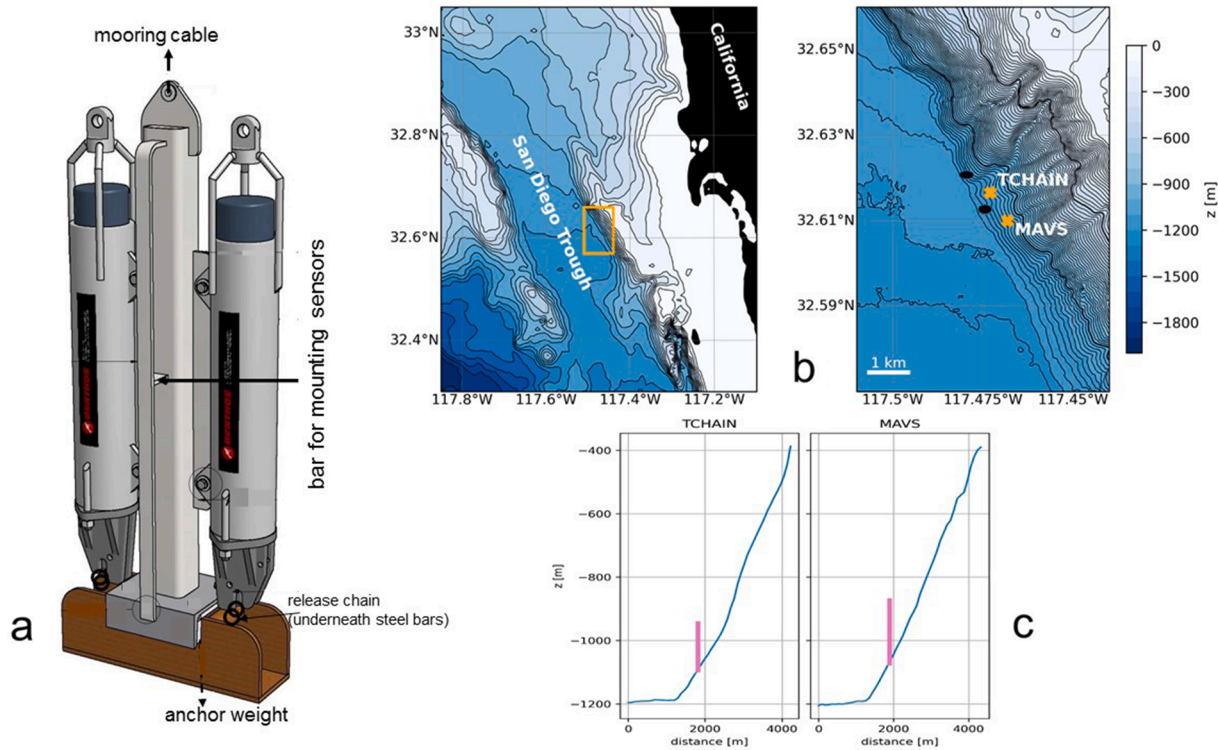 mooring cable
bar for mounting sensors
release chain
(underneath steel bars)
anchor weight
a
33°N
32.8°N
32.6°N
32.4°N
117.8°W
117.6°W
117.4°W
117.2°W
California
San Diego Trough
b
32.65°N
32.63°N
32.61°N
32.59°N
117.5°W
117.475°W
117.45°W
TCHAIN
MAVS
1 km
0
−300
−600
−900
−1200
−1500
−1800
z [m]
TCHAIN
MAVS
−400
−600
−800
−1000
−1200
z [m]
0
2000
4000
distance [m]
0
2000
4000
distance [m]
c
BENTHOS